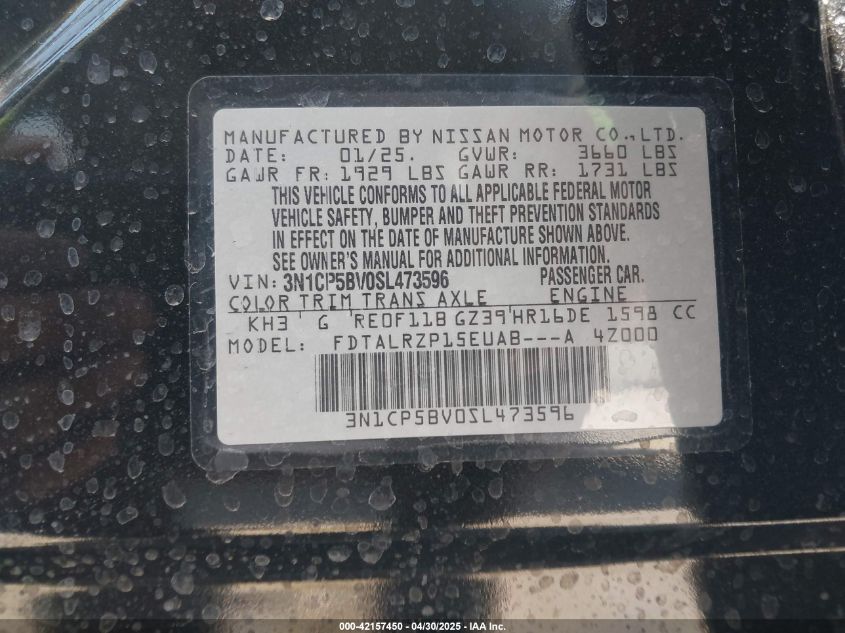 MANUFACTURED BY NISSAN MOTOR CO.,LTD.
DATE: 01/25. GVWR: 3660 LBS
GAWR FR: 1929 LBS GAWR RR: 1731 LBS
THIS VEHICLE CONFORMS TO ALL APPLICABLE FEDERAL MOTOR
VEHICLE SAFETY, BUMPER AND THEFT PREVENTION STANDARDS
IN EFFECT ON THE DATE OF MANUFACTURE SHOWN ABOVE.
SEE OWNER'S MANUAL FOR ADDITIONAL INFORMATION.
VIN: 3N1CP5BV0SL473596 PASSENGER CAR.
COLOR TRIM TRANS AXLE ENGINE
KH3 G RE0F11B GZ39 HR16DE 1598 CC
MODEL: FDTALRZP15EUAB---A 4Z000
3N1CP5BV0SL473596
000-42157450 - 04/30/2025 - IAA Inc.